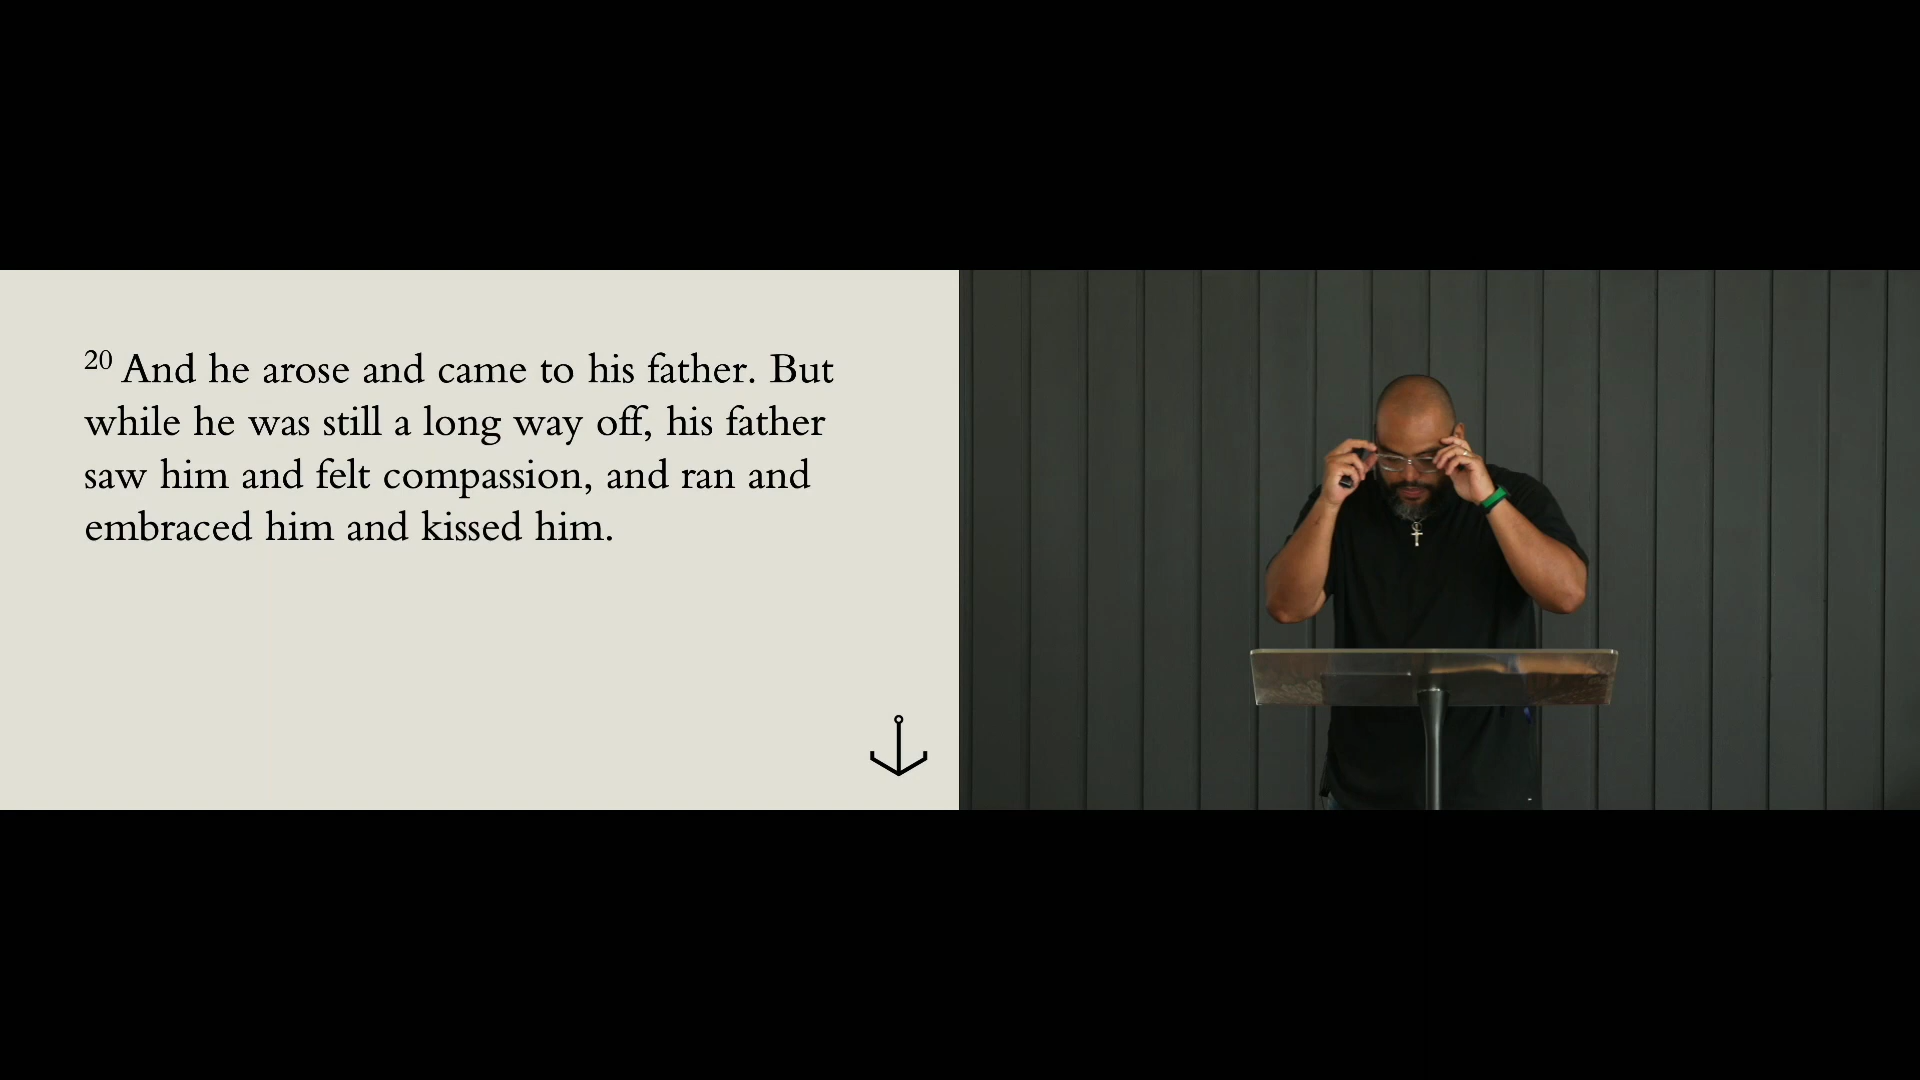 20 And he arose and came to his father. But
while he was still a long way off, his father
saw him and felt compassion, and ran and
embraced him and kissed him.